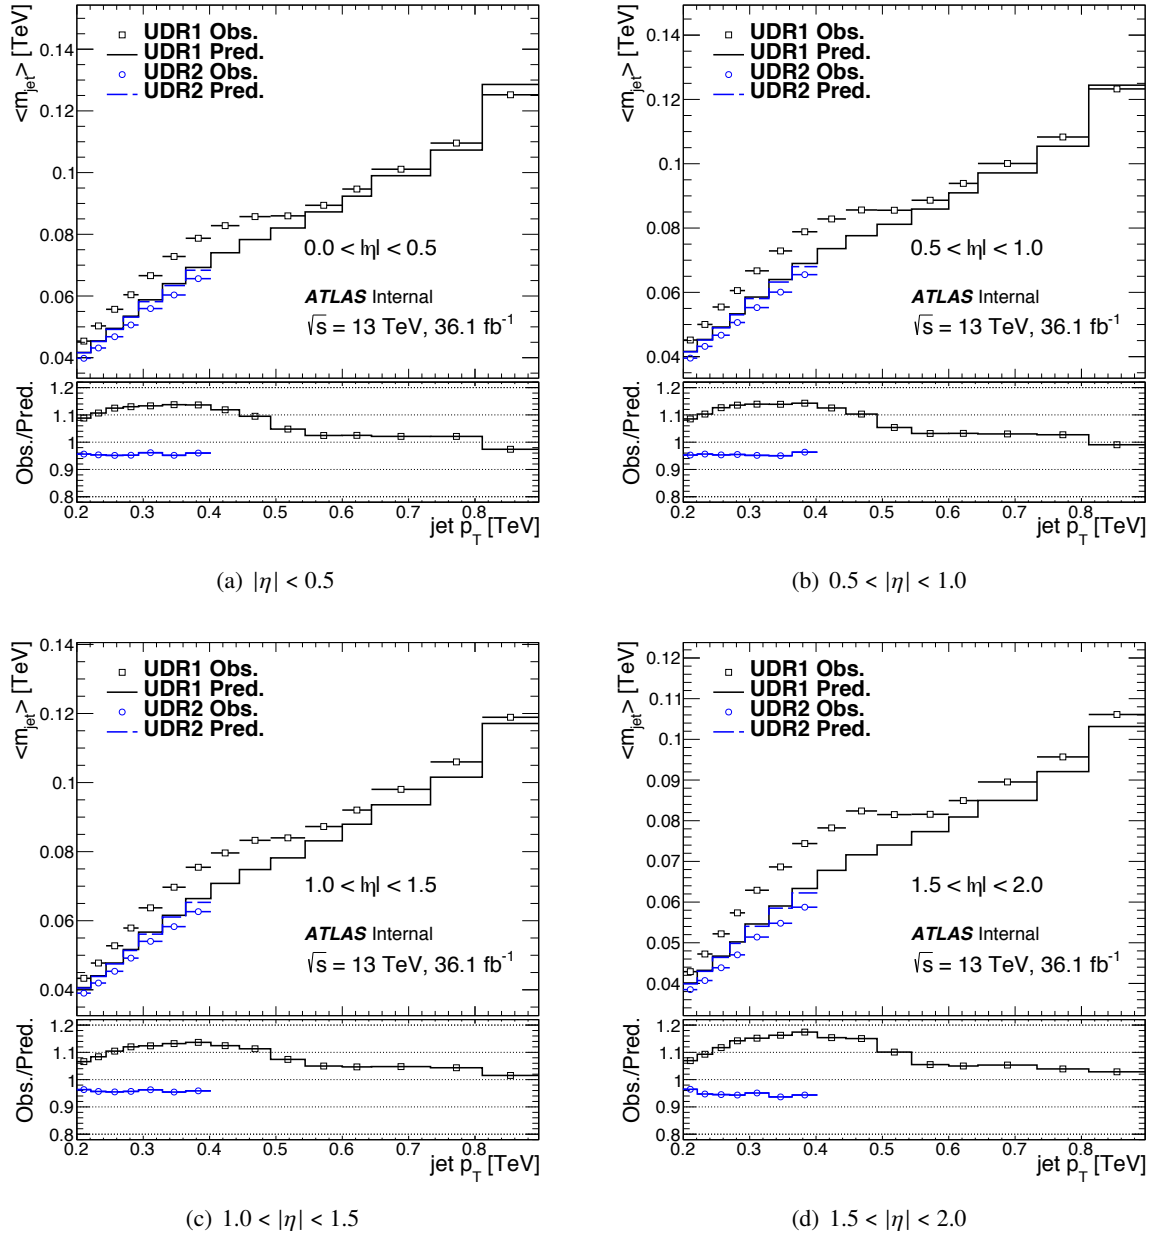 <m_jet> [TeV]
0.14
0.12
0.1
0.08
0.06
0.04
UDR1 Obs.
UDR1 Pred.
UDR2 Obs.
UDR2 Pred.
0.0 < |η| < 0.5
ATLAS Internal
√s = 13 TeV, 36.1 fb⁻¹
Obs./Pred.
1.2
1.1
1
0.9
0.8
0.2 0.3 0.4 0.5 0.6 0.7 0.8
jet p_T [TeV]
(a) |η| < 0.5
<m_jet> [TeV]
0.14
0.12
0.1
0.08
0.06
0.04
UDR1 Obs.
UDR1 Pred.
UDR2 Obs.
UDR2 Pred.
0.5 < |η| < 1.0
ATLAS Internal
√s = 13 TeV, 36.1 fb⁻¹
Obs./Pred.
1.2
1.1
1
0.9
0.8
0.2 0.3 0.4 0.5 0.6 0.7 0.8
jet p_T [TeV]
(b) 0.5 < |η| < 1.0
<m_jet> [TeV]
0.14
0.12
0.1
0.08
0.06
0.04
UDR1 Obs.
UDR1 Pred.
UDR2 Obs.
UDR2 Pred.
1.0 < |η| < 1.5
ATLAS Internal
√s = 13 TeV, 36.1 fb⁻¹
Obs./Pred.
1.2
1.1
1
0.9
0.8
0.2 0.3 0.4 0.5 0.6 0.7 0.8
jet p_T [TeV]
(c) 1.0 < |η| < 1.5
<m_jet> [TeV]
0.12
0.11
0.1
0.09
0.08
0.07
0.06
0.05
0.04
UDR1 Obs.
UDR1 Pred.
UDR2 Obs.
UDR2 Pred.
1.5 < |η| < 2.0
ATLAS Internal
√s = 13 TeV, 36.1 fb⁻¹
Obs./Pred.
1.2
1.1
1
0.9
0.8
0.2 0.3 0.4 0.5 0.6 0.7 0.8
jet p_T [TeV]
(d) 1.5 < |η| < 2.0